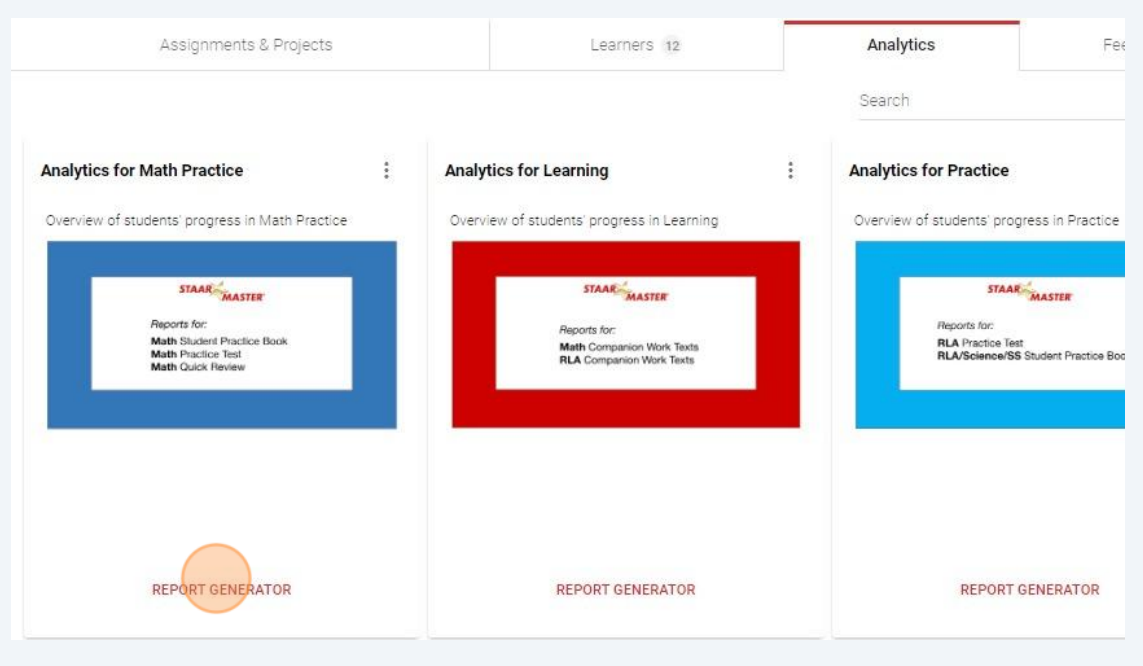 Assignments & Projects
Learners 12
Analytics
Search
Analytics for Math Practice
Overview of students' progress in Math Practice
STAAR MASTER
Reports for:
Math Student Practice Book
Math Practice Test
Math Quick Review
REPORT GENERATOR
Analytics for Learning
Overview of students' progress in Learning
STAAR MASTER
Reports for:
Math Companion Work Texts
RLA Companion Work Texts
REPORT GENERATOR
Analytics for Practice
Overview of students' progress in Practice
STAAR MASTER
Reports for:
RLA Practice Test
RLA/Science/SS Student Practice
REPORT GENERATOR